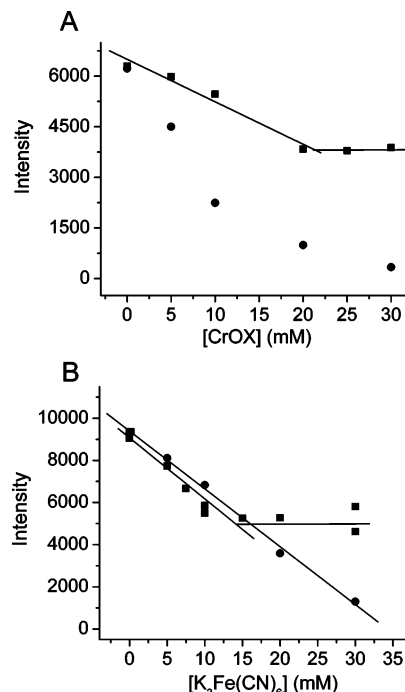 A
6000
4500
3000
1500
0
Intensity
0 5 10 15 20 25 30
[CrOX] (mM)
B
10000
8000
6000
4000
2000
0
Intensity
0 5 10 15 20 25 30 35
[K₃Fe(CN)₆] (mM)